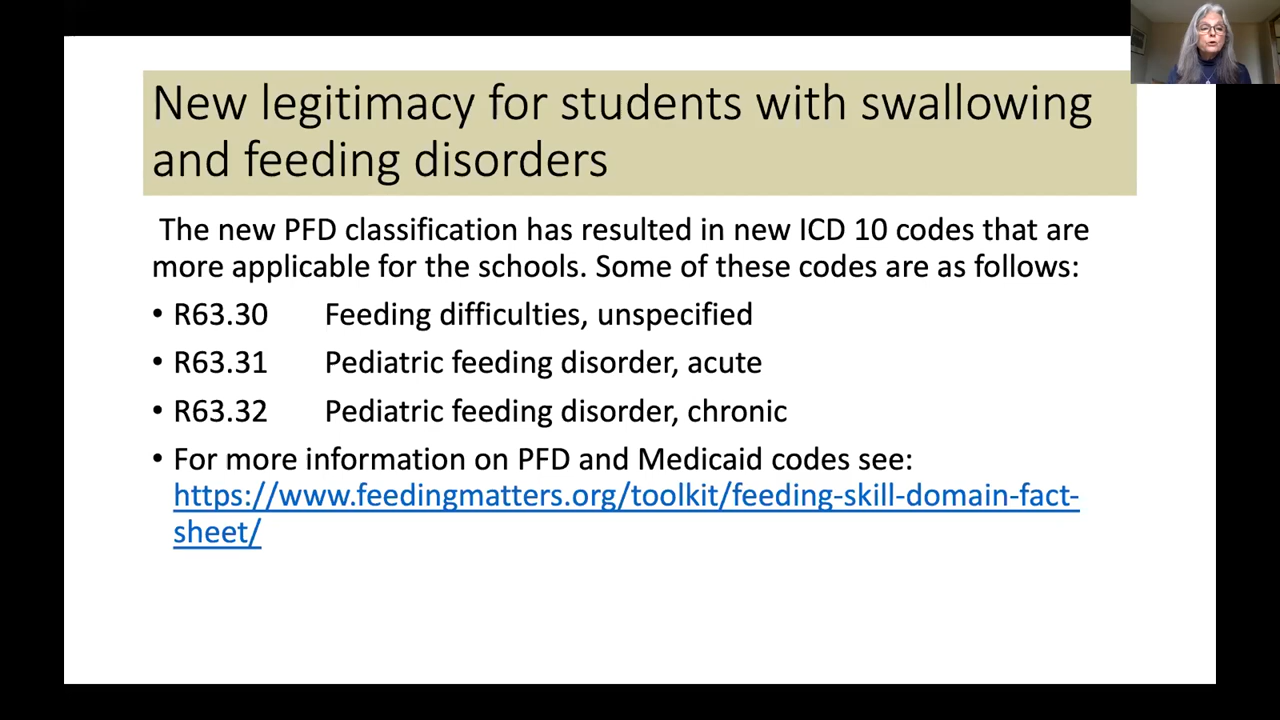 New legitimacy for students with swallowing
and feeding disorders
The new PFD classification has resulted in new ICD 10 codes that are
more applicable for the schools. Some of these codes are as follows:
• R63.30 Feeding difficulties, unspecified
• R63.31 Pediatric feeding disorder, acute
• R63.32 Pediatric feeding disorder, chronic
• For more information on PFD and Medicaid codes see:
https://www.feedingmatters.org/toolkit/feeding-skill-domain-fact-
sheet/